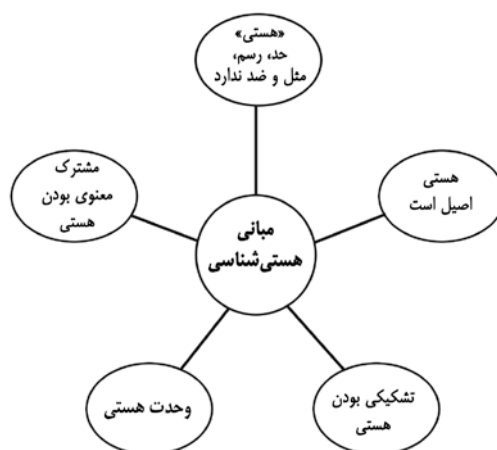 «هستی»
حد، رسم،
مثل و ضد ندارد
هستی
اصیل است
مشترک
معنوی بودن
هستی
مبانی
هستی‌شناسی
وحدت هستی
تشکیکی بودن
هستی